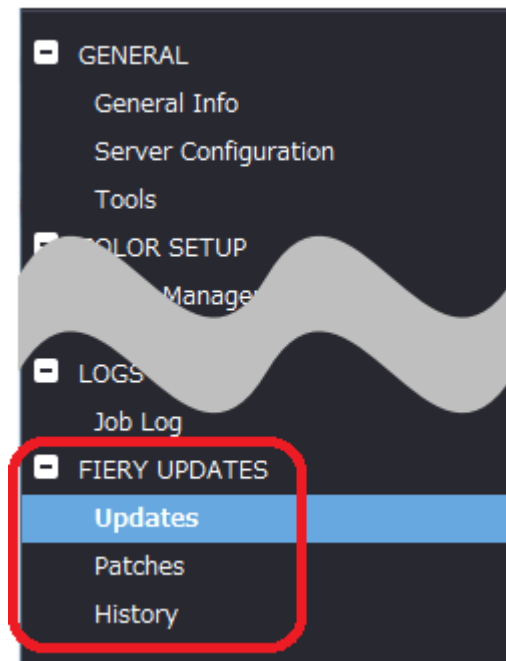 GENERAL
General Info
Server Configuration
Tools
SETUP
LOGS
Job Log
FIERY UPDATES
Updates
Patches
History